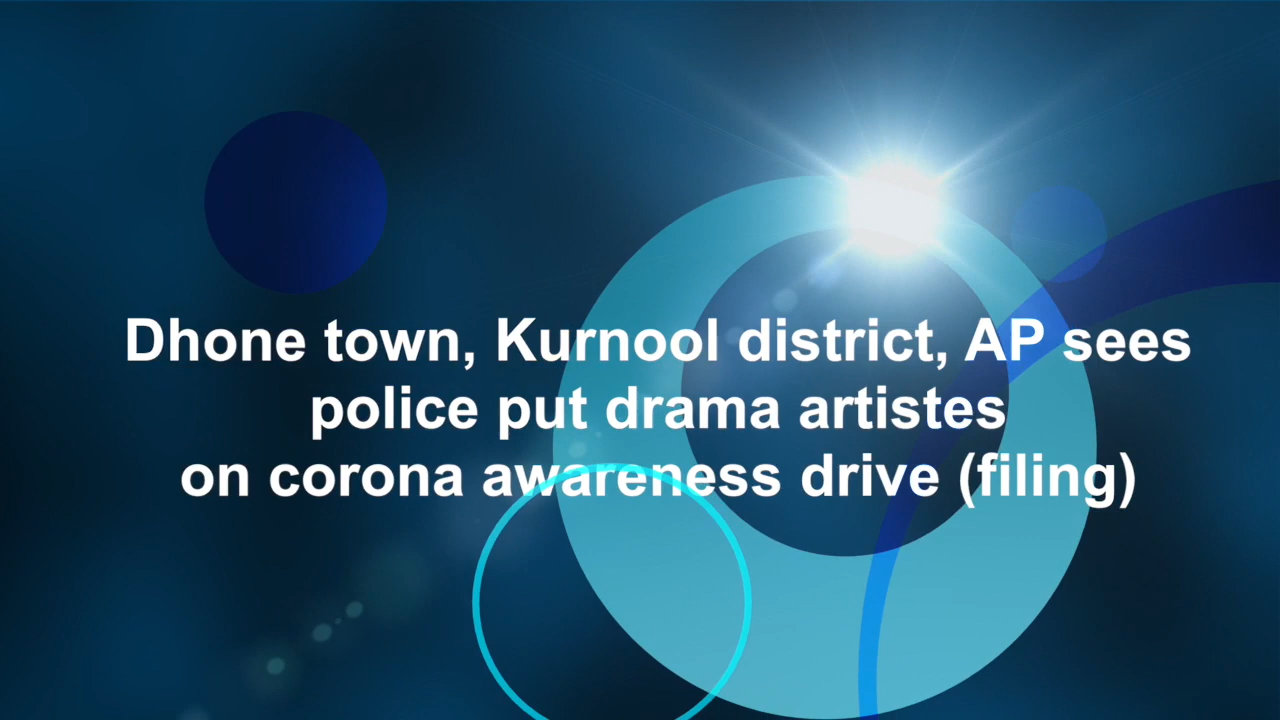 Dhone town, Kurnool district, AP sees
police put drama artistes
on corona awareness drive (filing)